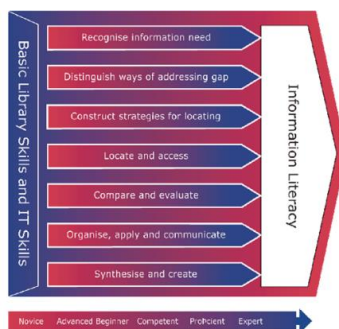 Basic Library Skills and IT Skills
Recognise information need
Distinguish ways of addressing gap
Construct strategies for locating
Locate and access
Compare and evaluate
Organise, apply and communicate
Synthesise and create
Information Literacy
Novice Advanced Beginner Competent Proficient Expert